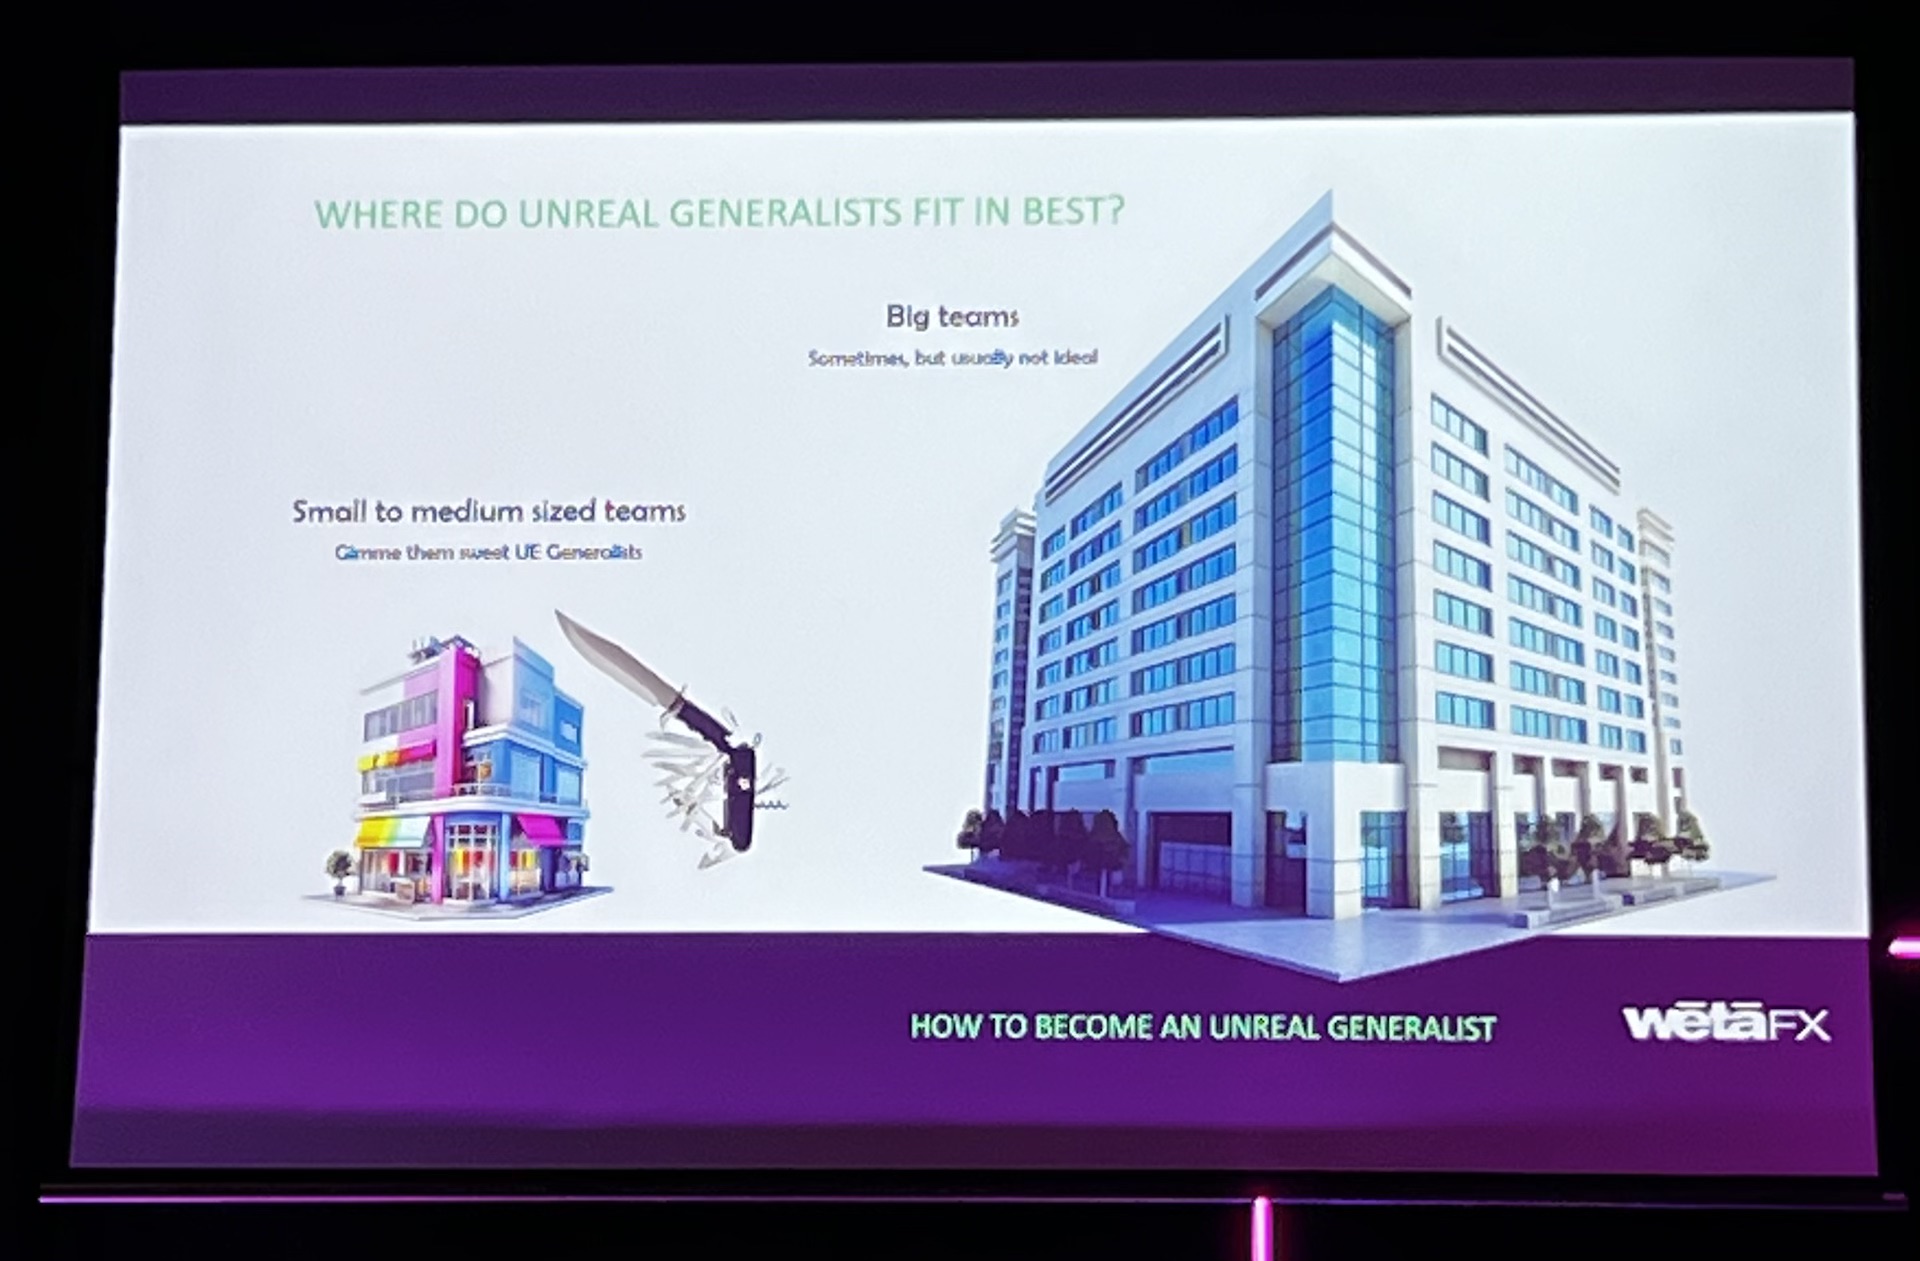 WHERE DO UNREAL GENERALISTS FIT IN BEST?
Big teams
Sometimes, but usually not ideal
Small to medium sized teams
Gimme them sweet UE Generalists
HOW TO BECOME AN UNREAL GENERALIST
wētāFX